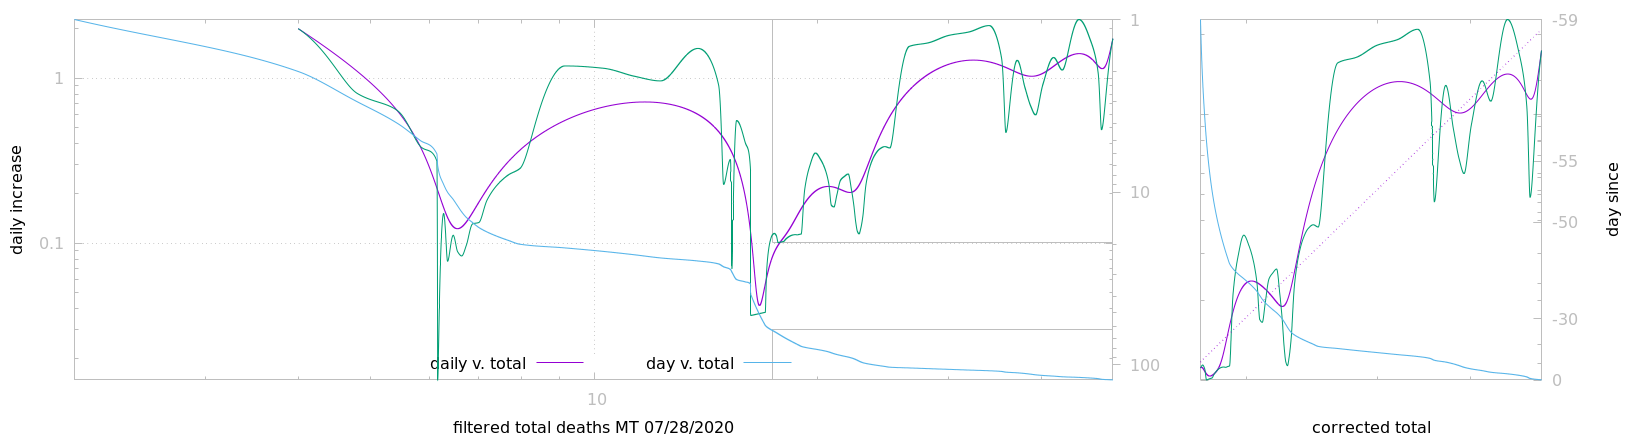 daily increase
1
0.1
1
10
100
daily v. total
day v. total
10
filtered total deaths MT 07/28/2020
-59
-55
-50
-30
0
day since
corrected total